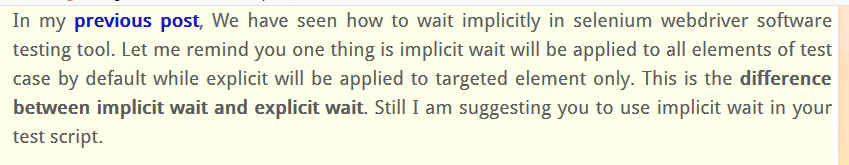 In my previous post, We have seen how to wait implicitly in selenium webdriver software
testing tool. Let me remind you one thing is implicit wait will be applied to all elements of test
case by default while explicit will be applied to targeted element only. This is the difference
between implicit wait and explicit wait. Still I am suggesting you to use implicit wait in your
test script.